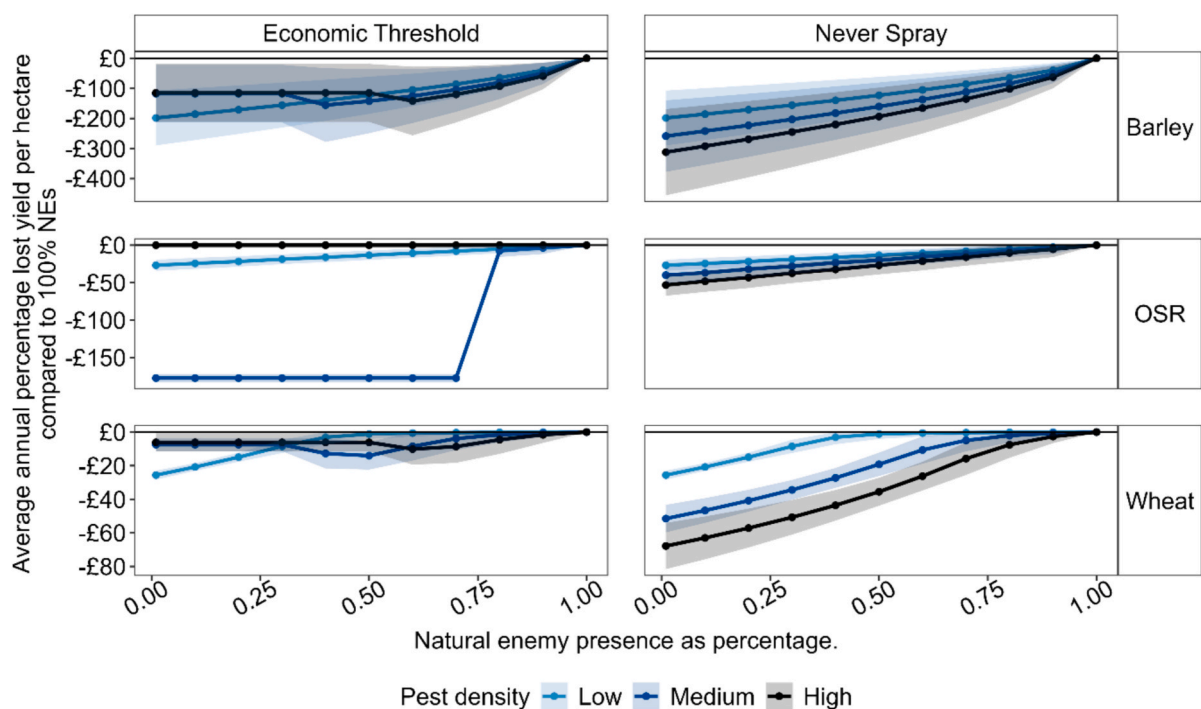 Economic Threshold
Never Spray
Average annual percentage lost yield per hectare
compared to 100% NEs
£0
-£100
-£200
-£300
-£400
Barley
£0
-£50
-£100
-£150
OSR
£0
-£20
-£40
-£60
-£80
Wheat
0.00
0.25
0.50
0.75
1.00
0.00
0.25
0.50
0.75
1.00
Natural enemy presence as percentage.
Pest density Low Medium High